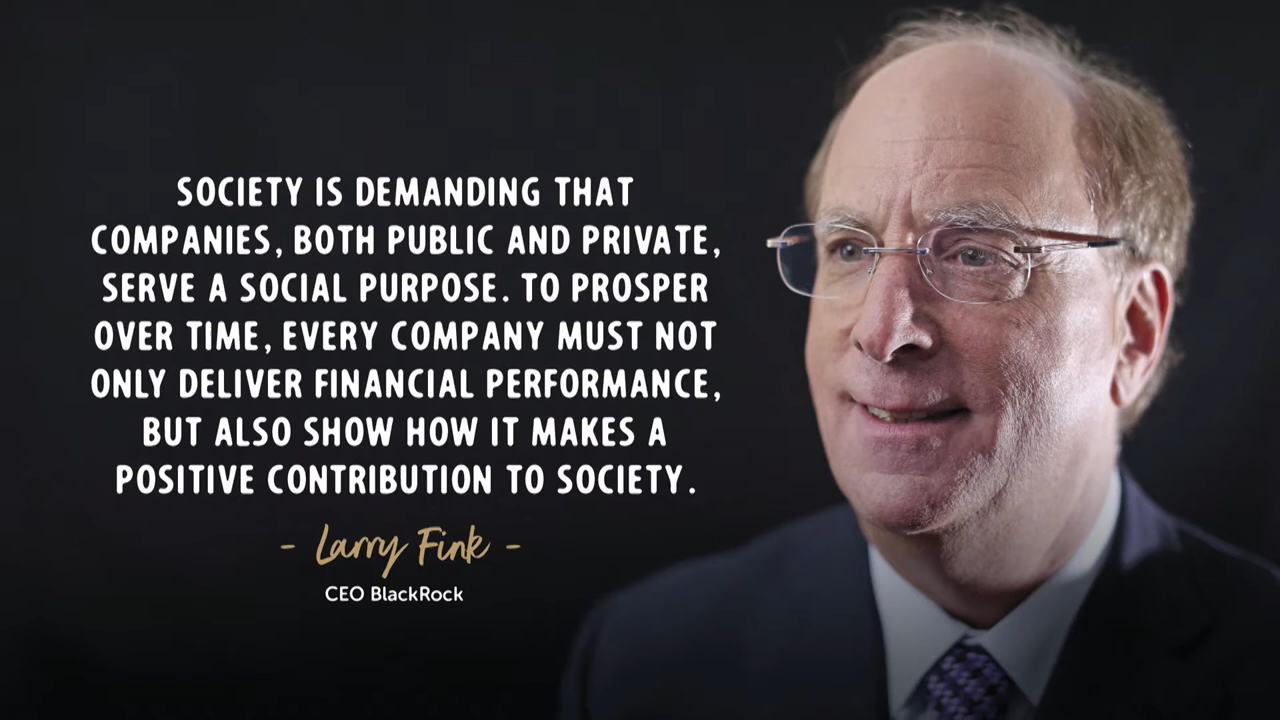 SOCIETY IS DEMANDING THAT
COMPANIES, BOTH PUBLIC AND PRIVATE,
SERVE A SOCIAL PURPOSE. TO PROSPER
OVER TIME, EVERY COMPANY MUST NOT
ONLY DELIVER FINANCIAL PERFORMANCE,
BUT ALSO SHOW HOW IT MAKES A
POSITIVE CONTRIBUTION TO SOCIETY.
- Larry Fink -
CEO BlackRock